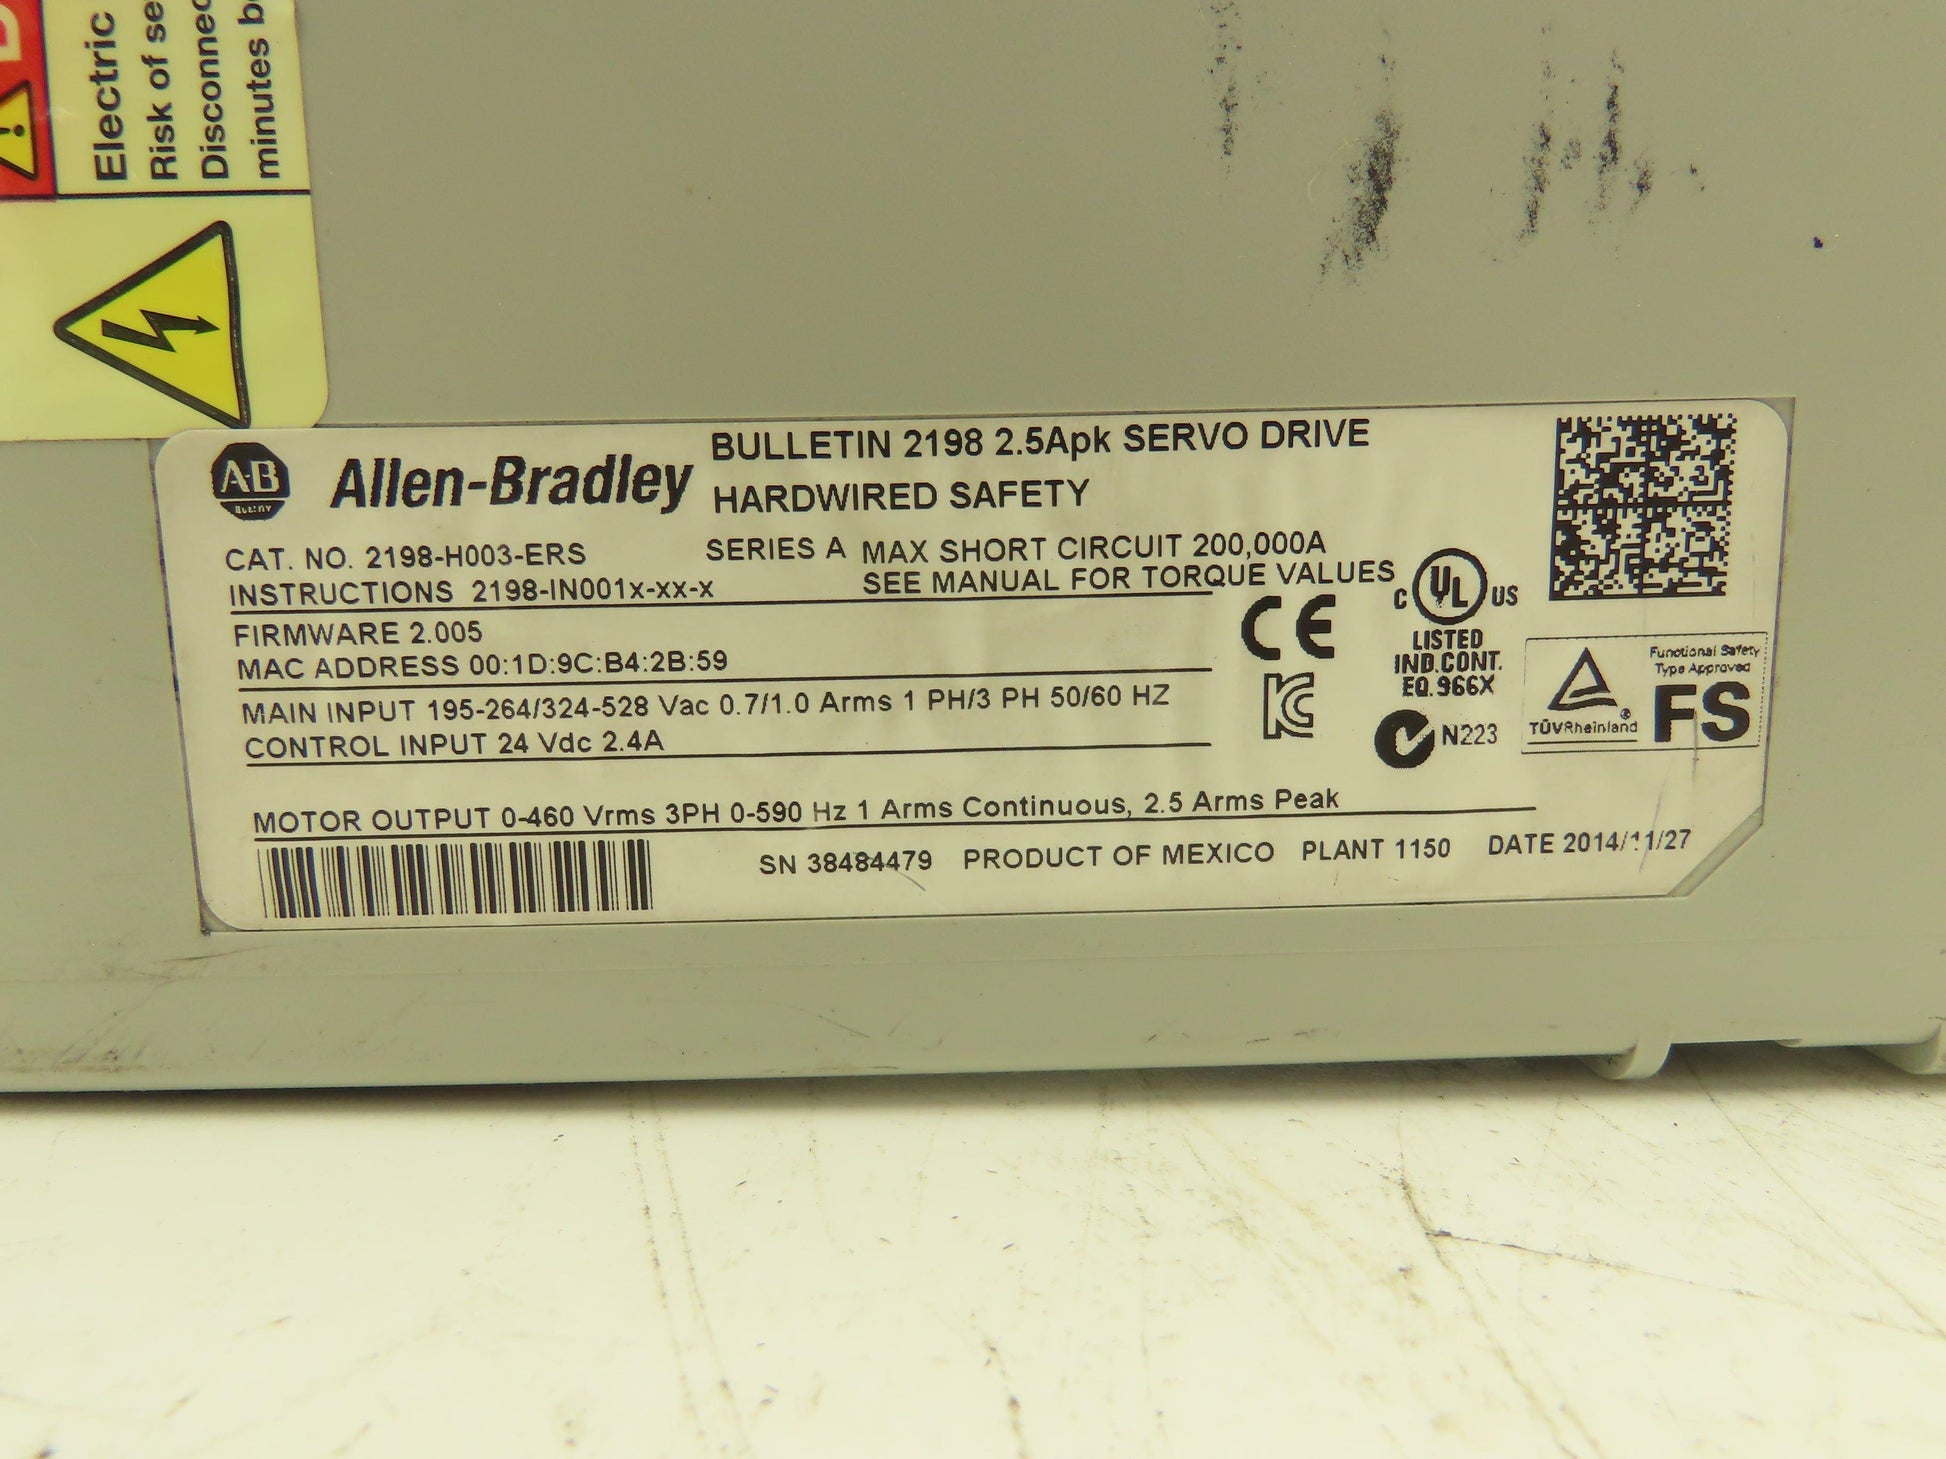 Electric
Risk of se
Disconnec
minutes b
A-B
Allen-Bradley
BULLETIN 2198 2.5Apk SERVO DRIVE
HARDWIRED SAFETY
CAT. NO. 2198-H003-ERS
SERIES A MAX SHORT CIRCUIT 200,000A
INSTRUCTIONS 2198-IN001x-xx-x
SEE MANUAL FOR TORQUE VALUES
FIRMWARE 2.005
MAC ADDRESS 00:1D:9C:B4:2B:59
MAIN INPUT 195-264/324-528 Vac 0.7/1.0 Arms 1 PH/3 PH 50/60 HZ
CONTROL INPUT 24 Vdc 2.4A
CE
C UL US
LISTED
IND.CONT.
EQ.966X
N223
Functional Safety
Type Approved
TÜVRheinland ®
FS
MOTOR OUTPUT 0-460 Vrms 3PH 0-590 Hz 1 Arms Continuous, 2.5 Arms Peak
SN 38484479 PRODUCT OF MEXICO PLANT 1150 DATE 2014/11/27